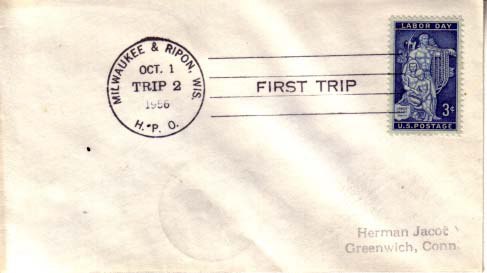 MILWAUKEE & RIPON, WIS.
OCT. 1
TRIP 2
1956
H. P. O.
FIRST TRIP
LABOR DAY
3¢
U.S. POSTAGE
Herman Jacot
Greenwich, Conn.